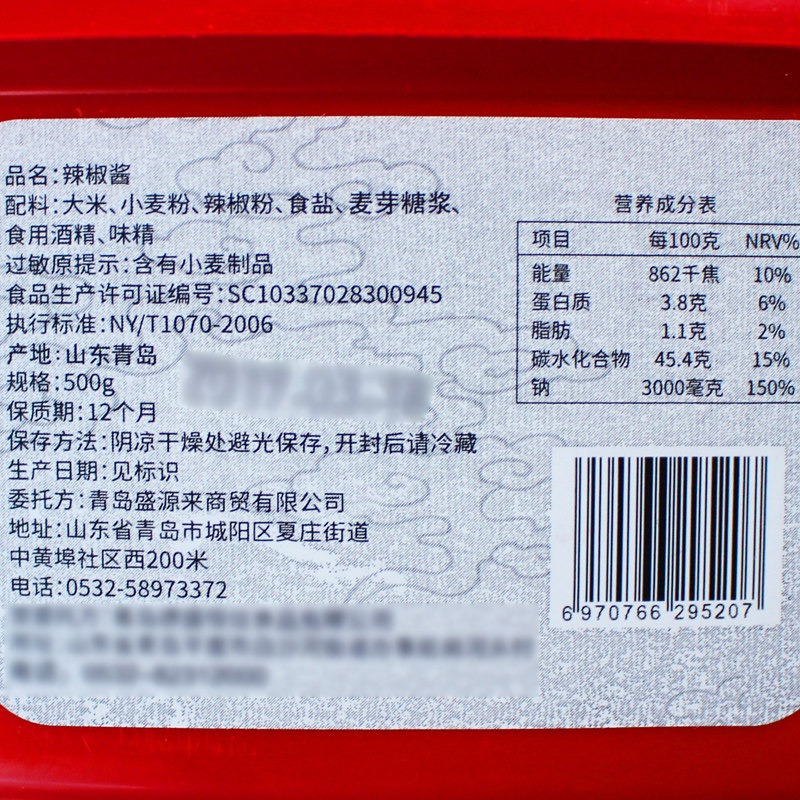 品名:辣椒酱
配料:大米、小麦粉、辣椒粉、食盐、麦芽糖浆、
食用酒精、味精
过敏原提示:含有小麦制品
食品生产许可证编号:SC10337028300945
执行标准:NY/T1070-2006
产地:山东青岛
规格:500g
保质期:12个月
保存方法:阴凉干燥处避光保存,开封后请冷藏
生产日期:见标识
委托方:青岛盛源来商贸有限公司
地址:山东省青岛市城阳区夏庄街道
中黄埠社区西200米
电话:0532-58973372
营养成分表
项目 每100克 NRV%
能量 862千焦 10%
蛋白质 3.8克 6%
脂肪 1.1克 2%
碳水化合物 45.4克 15%
钠 3000毫克 150%
6 970766 295207